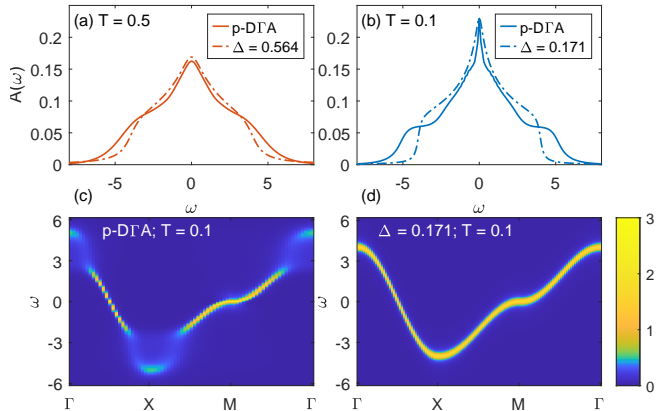 (a) T = 0.5
p-DΓA
Δ = 0.564
A(ω)
0.2
0.15
0.1
0.05
0
-5
0
5
ω
(b) T = 0.1
p-DΓA
Δ = 0.171
0.2
0.15
0.1
0.05
0
-5
0
5
ω
(c)
p-DΓA; T = 0.1
ω
6
3
0
-3
-6
Γ
X
M
Γ
(d)
Δ = 0.171; T = 0.1
ω
6
3
0
-3
-6
Γ
X
M
Γ
3
2
1
0